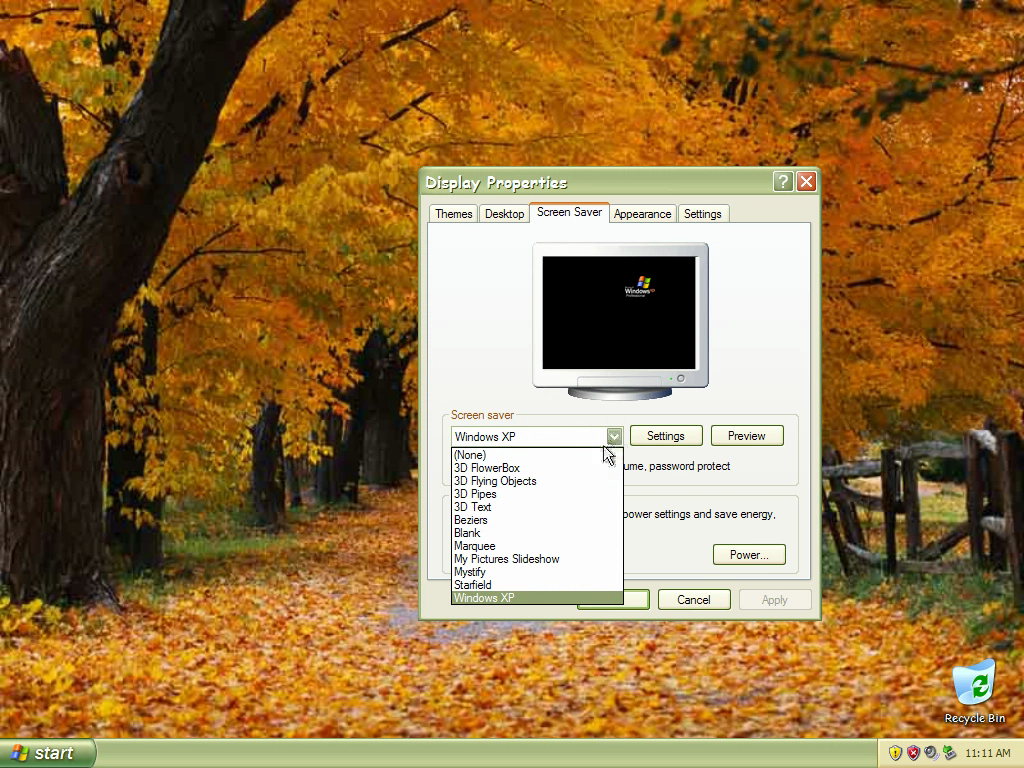 Display Properties
Themes Desktop Screen Saver Appearance Settings
Windows XP
Professional
Screen saver
Windows XP Settings Preview
(None)
ume, password protect
3D FlowerBox
3D Flying Objects
3D Pipes
3D Text
power settings and save energy,
Beziers
Blank
Marquee
My Pictures Slideshow
Power...
Mystify
Starfield
Windows XP
Cancel Apply
Recycle Bin
start
11:11 AM